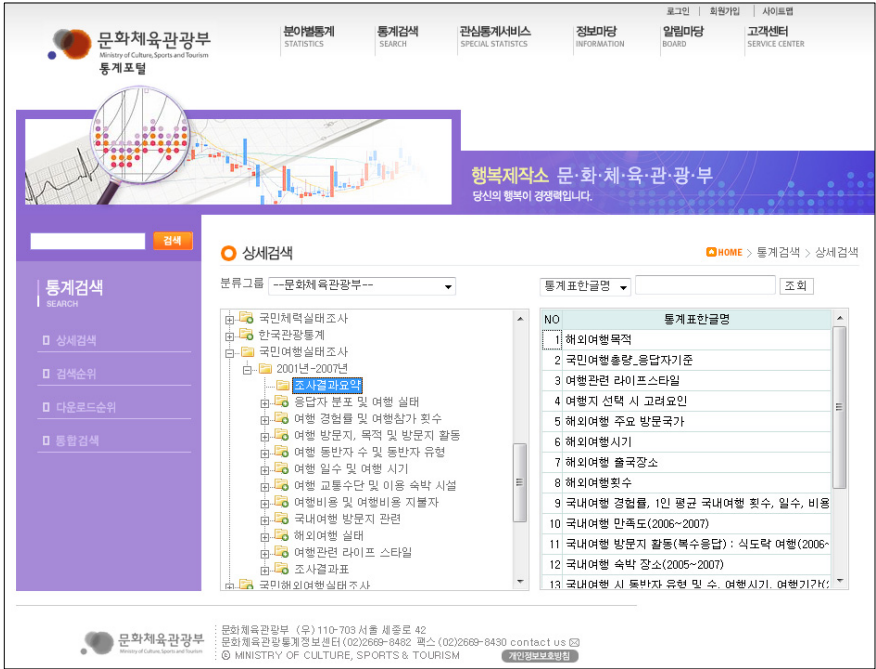 로그인 | 회원가입 | 사이트맵
문화체육관광부
Ministry of Culture, Sports and Tourism
통계포털
분야별통계 통계검색 관심통계서비스 정보마당 알림마당 고객센터
STATISTICS SEARCH SPECIAL STATISTCS INFORMATION BOARD SERVICE CENTER
행복제작소 문·화·체·육·관·광·부
당신의 행복이 경쟁력입니다.
검색
통계검색
SEARCH
상세검색
검색순위
다운로드순위
통합검색
상세검색
HOME > 통계검색 > 상세검색
분류그룹 --문화체육관광부--
통계표한글명 조회
국민체력실태조사
한국관광통계
국민여행실태조사
2001년-2007년
조사결과요약
응답자 분포 및 여행 실태
여행 경험률 및 여행참가 횟수
여행 방문지, 목적 및 방문지 활동
여행 동반자 수 및 동반자 유형
여행 일수 및 여행 시기
여행 교통수단 및 이용 숙박 시설
여행비용 및 여행비용 지불자
국내여행 방문지 관련
해외여행 실태
여행관련 라이프 스타일
조사결과표
국민해외여행실태조사
NO 통계표한글명
1 해외여행목적
2 국민여행총량_응답자기준
3 여행관련 라이프스타일
4 여행지 선택 시 고려요인
5 해외여행 주요 방문국가
6 해외여행시기
7 해외여행 출국장소
8 해외여행횟수
9 국내여행 경험률, 1인 평균 국내여행 횟수, 일수, 비용
10 국내여행 만족도(2006~2007)
11 국내여행 방문지 활동(복수응답) : 식도락 여행(2006~
12 국내여행 숙박 장소(2005~2007)
13 국내여행 시 동반자 유형 및 수, 여행시기, 여행기간(2
문화체육관광부
Ministry of Culture, Sports and Tourism
문화체육관광부 (우)110-703 서울 세종로 42
문화체육관광통계정보센터(02)2669-8482 팩스(02)2669-8430 contact us
© MINISTRY OF CULTURE, SPORTS & TOURISM 개인정보보호방침